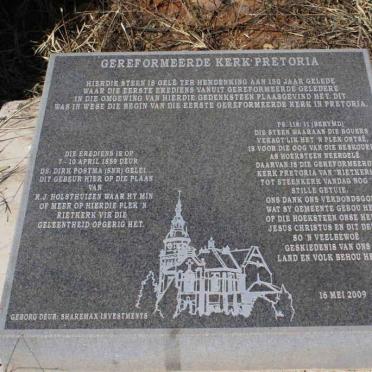 GEREFORMEERDE KERK PRETORIA
HIERDIE STEEN IS GELÊ TER HERDENKING AAN 150 JAAR GELEDE
WAAR DIE EERSTE EREDIENS VANUIT GEREFORMEERDE GELEDERE
IN DIE OMGEWING VAN HIERDIE GEDENKSTEEN PLAASGEVIND HET. DIT
WAS IN WESE DIE BEGIN VAN DIE EERSTE GEREFORMEERDE KERK IN PRETORIA.
DIE EREDIENS IS OP
7-10 APRIL 1859 DEUR
DS. DIRK POSTMA (SNR) GELEI.
DIT GEBEUR HIER OP DIE PLAAS
VAN
M.J. HOLSTHUIZEN WAAR HY MIN
OF MEER OP HIERDIE PLEK 'N
RIETKERK VIR DIE
GELEENTHEID OPGERIG HET.
PS. 118:11 (BERYMD)
DIE STEEN WAARAAN DIE BOUERS
VERAGT'LIK HET 'N PLEK ONTSÊ,
IS VOOR DIE OOG VAN DIE BESKOUERS
AS HOEKSTEEN NEERGELÊ
DAARVAN IS DIE GEREFORMEERDE
KERK PRETORIA VAN 'RIETKERK
TOT STEENKERK' VANDAG NOG
STILLE GETUIE.
ONS DANK ONS VERBONDSGOD
WAT SY GEMEENTE GEBOU HET
OP DIE HOEKSTEEN ONSE HERE
JESUS CHRISTUS EN DIT DEUR
SO 'N VEELBEWOË
GESKIEDENIS VAN ONS
LAND EN VOLK BEHOU HET.
16 MEI 2009
GEBORG DEUR: SHAREMAX INVESTMENTS